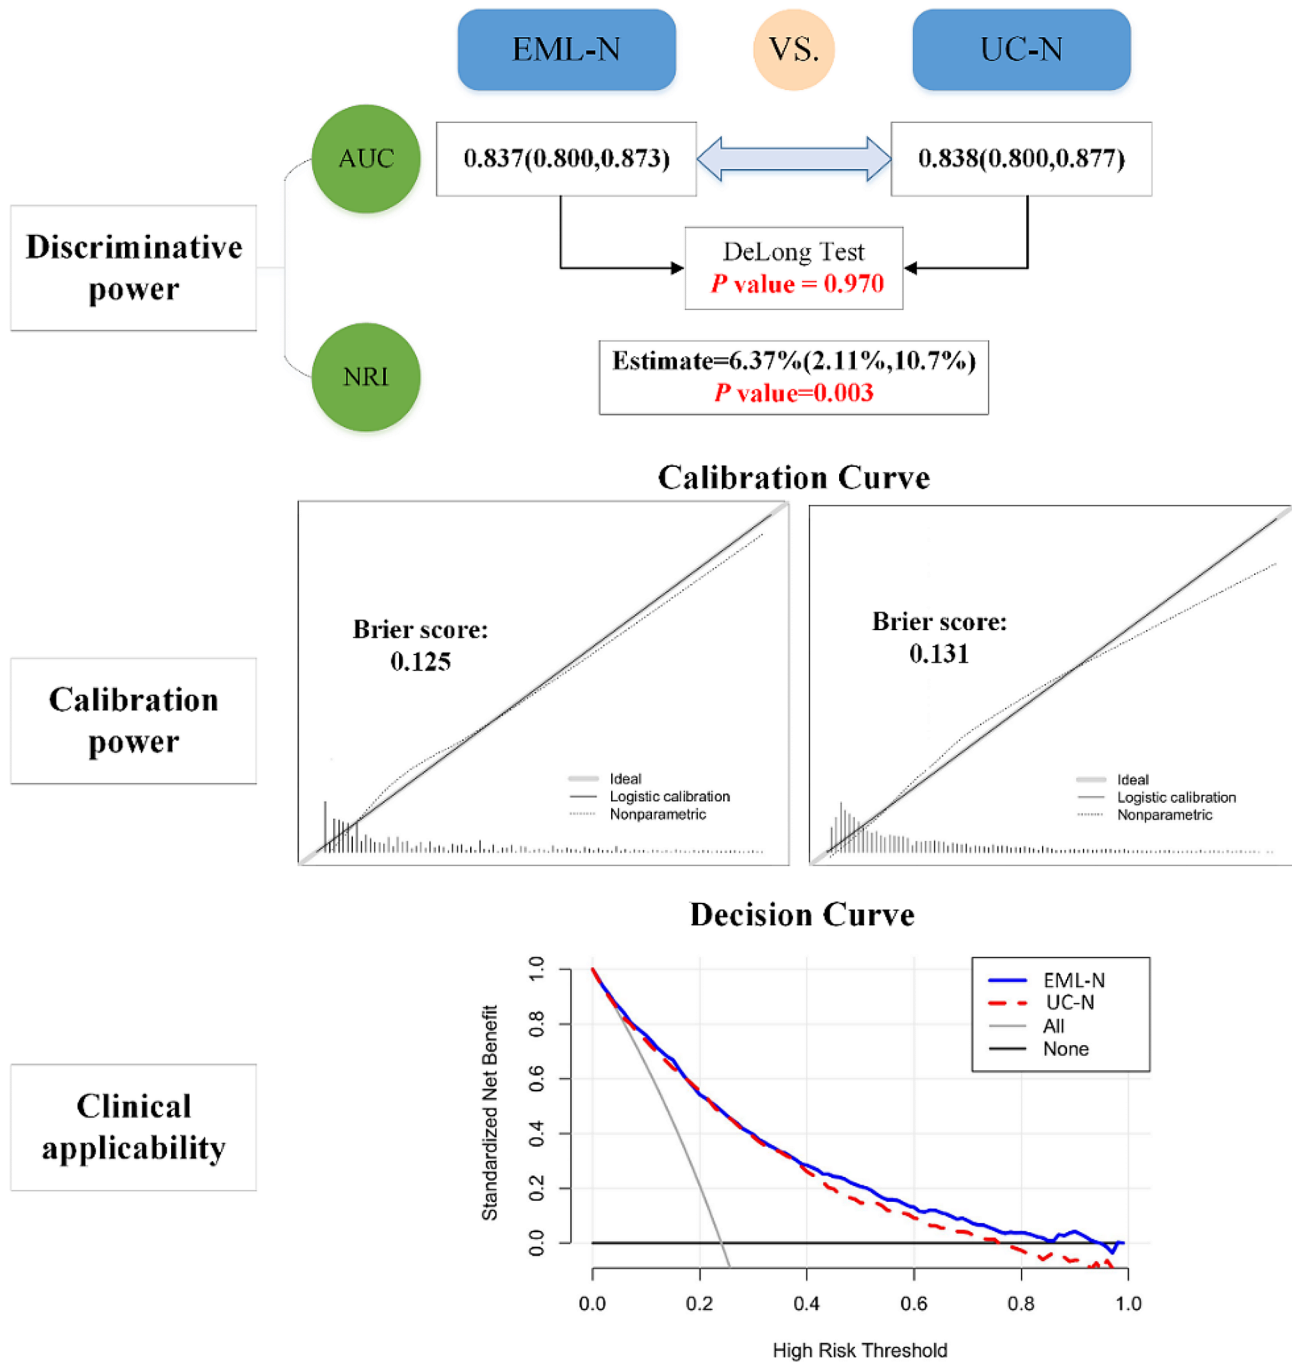 EML-N
VS.
UC-N
AUC
0.837(0.800,0.873)
0.838(0.800,0.877)
Discriminative
power
DeLong Test
P value = 0.970
NRI
Estimate=6.37%(2.11%,10.7%)
P value=0.003
Calibration Curve
Calibration
power
Brier score:
0.125
Ideal
Logistic calibration
Nonparametric
Brier score:
0.131
Ideal
Logistic calibration
Nonparametric
Decision Curve
Clinical
applicability
Standardized Net Benefit
1.0
0.8
0.6
0.4
0.2
0.0
EML-N
UC-N
All
None
0.0
0.2
0.4
0.6
0.8
1.0
High Risk Threshold